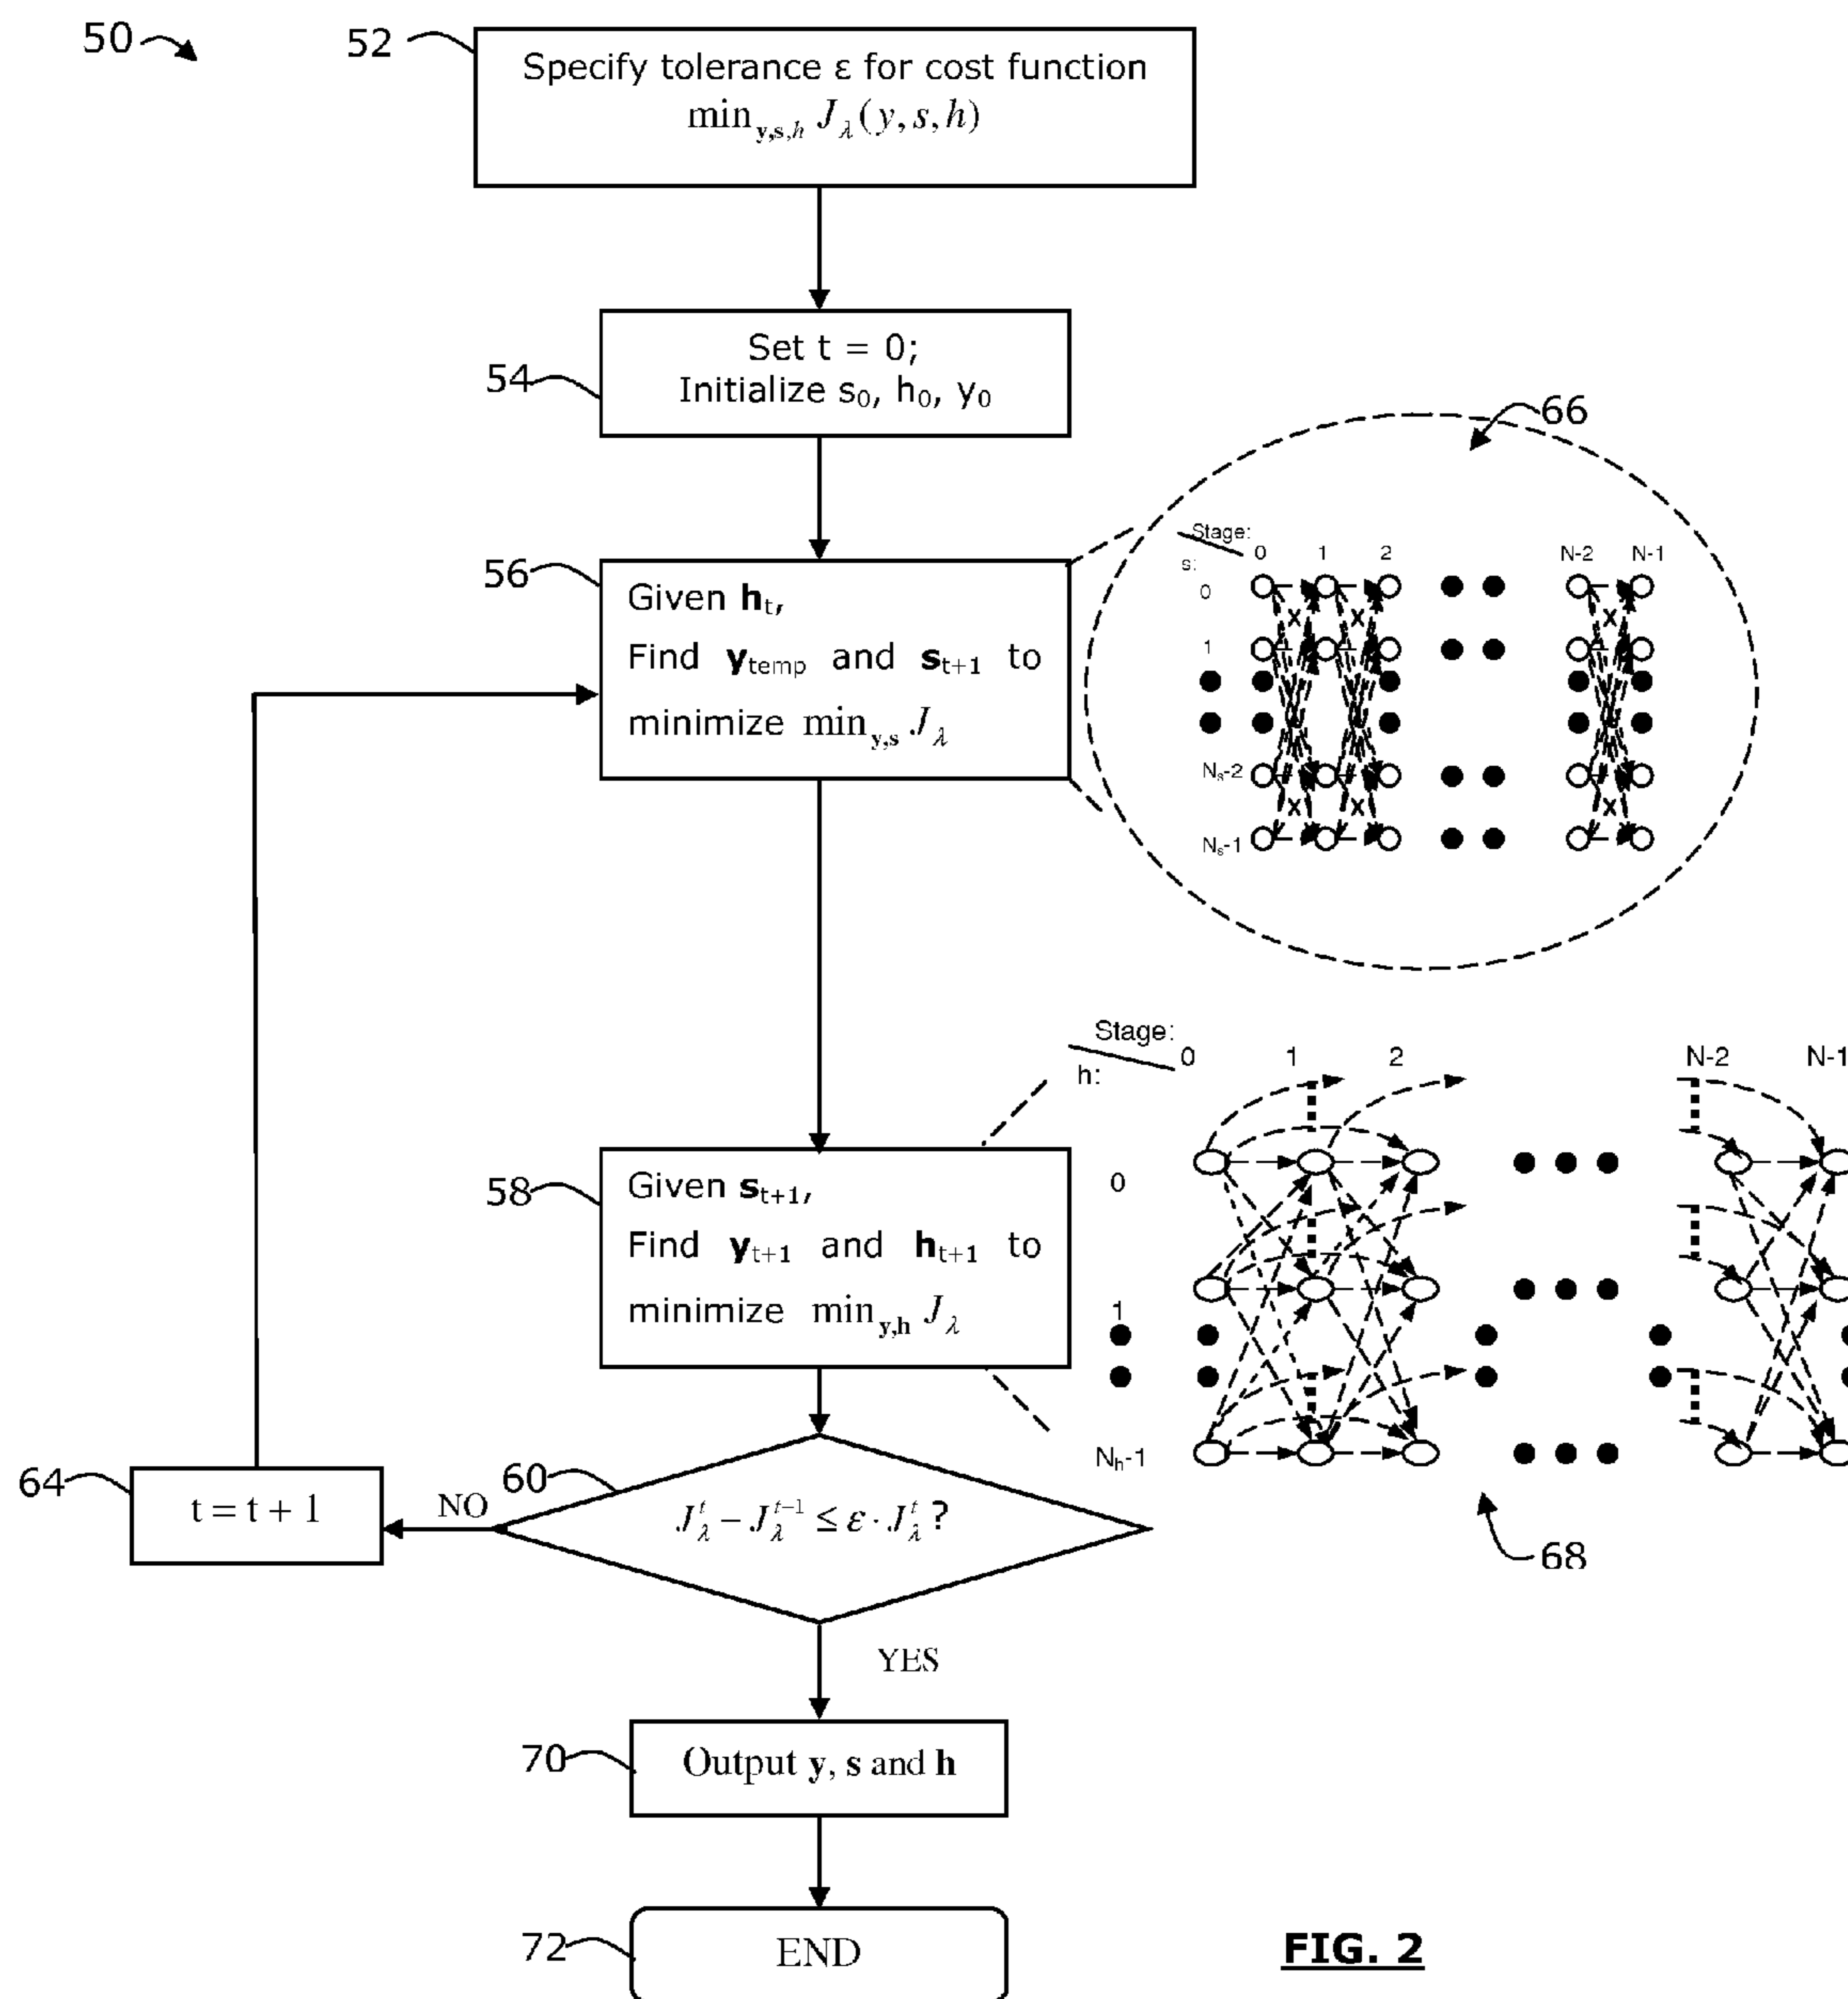 50
52
Specify tolerance ε for cost function
min_{y,s,h} J_λ(y, s, h)
54
Set t = 0;
Initialize s₀, h₀, y₀
66
56
Given h_t,
Find y_temp and s_{t+1} to
minimize min_{y,s} J_λ
Stage:
0 1 2 N-2 N-1
s:
0
1
N_s-2
N_s-1
x x x
x x x
58
Given s_{t+1},
Find y_{t+1} and h_{t+1} to
minimize min_{y,h} J_λ
Stage:
0 1 2 N-2 N-1
h:
0
1
N_h-1
68
64
t = t + 1
NO
60
J_λ^t − J_λ^{t−1} ≤ ε · J_λ^t ?
YES
70
Output y, s and h
72
END
FIG. 2